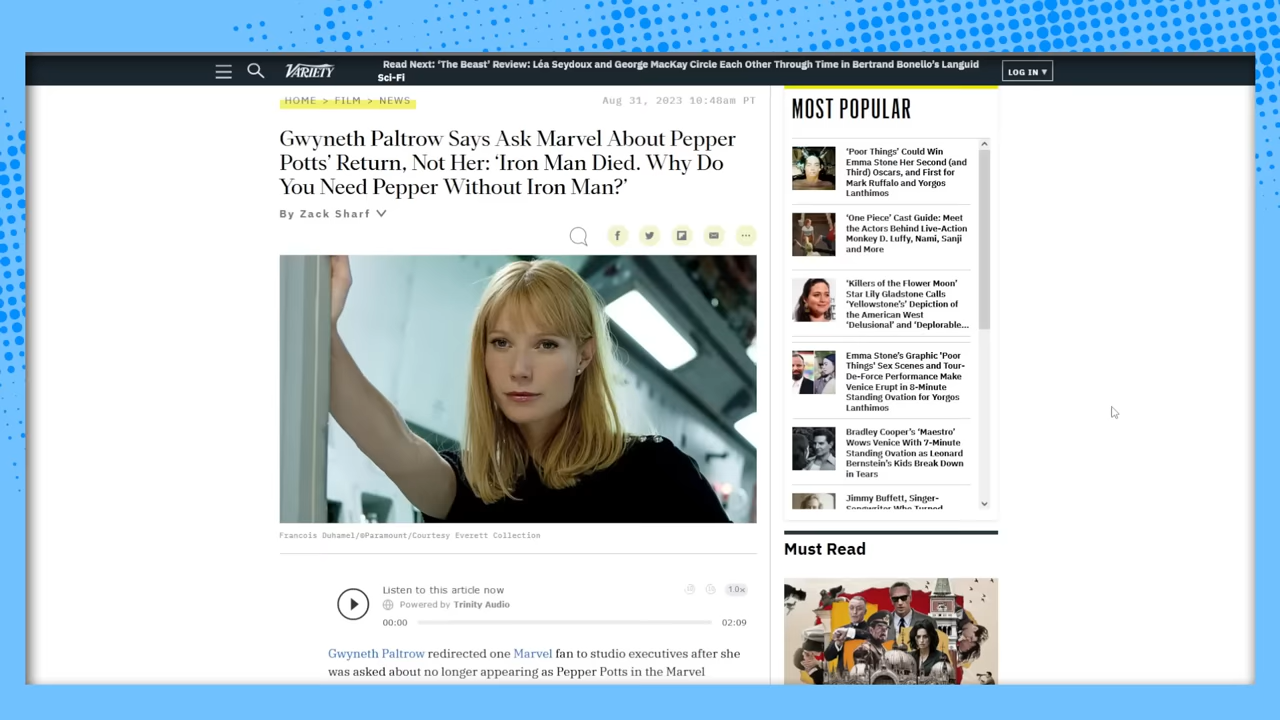 VARIETY
Read Next: ‘The Beast’ Review: Léa Seydoux and George MacKay Circle Each Other Through Time in Bertrand Bonello’s Languid
Sci-Fi
LOG IN ▾
HOME > FILM > NEWS
Aug 31, 2023 10:48am PT
Gwyneth Paltrow Says Ask Marvel About Pepper
Potts’ Return, Not Her: ‘Iron Man Died. Why Do
You Need Pepper Without Iron Man?’
By Zack Sharf
Francois Duhamel/©Paramount/Courtesy Everett Collection
Listen to this article now
Powered by Trinity Audio
1.0x
00:00
02:09
Gwyneth Paltrow redirected one Marvel fan to studio executives after she
was asked about no longer appearing as Pepper Potts in the Marvel
MOST POPULAR
‘Poor Things’ Could Win
Emma Stone Her Second (and
Third) Oscars, and First for
Mark Ruffalo and Yorgos
Lanthimos
‘One Piece’ Cast Guide: Meet
the Actors Behind Live-Action
Monkey D. Luffy, Nami, Sanji
and More
‘Killers of the Flower Moon’
Star Lily Gladstone Calls
‘Yellowstone’s’ Depiction of
the American West
‘Delusional’ and ‘Deplorable...
Emma Stone’s Graphic 'Poor
Things' Sex Scenes and Tour-
De-Force Performance Make
Venice Erupt in 8-Minute
Standing Ovation for Yorgos
Lanthimos
Bradley Cooper’s ‘Maestro’
Wows Venice With 7-Minute
Standing Ovation as Leonard
Bernstein’s Kids Break Down
in Tears
Jimmy Buffett, Singer-
Songwriter Who Turned
Must Read